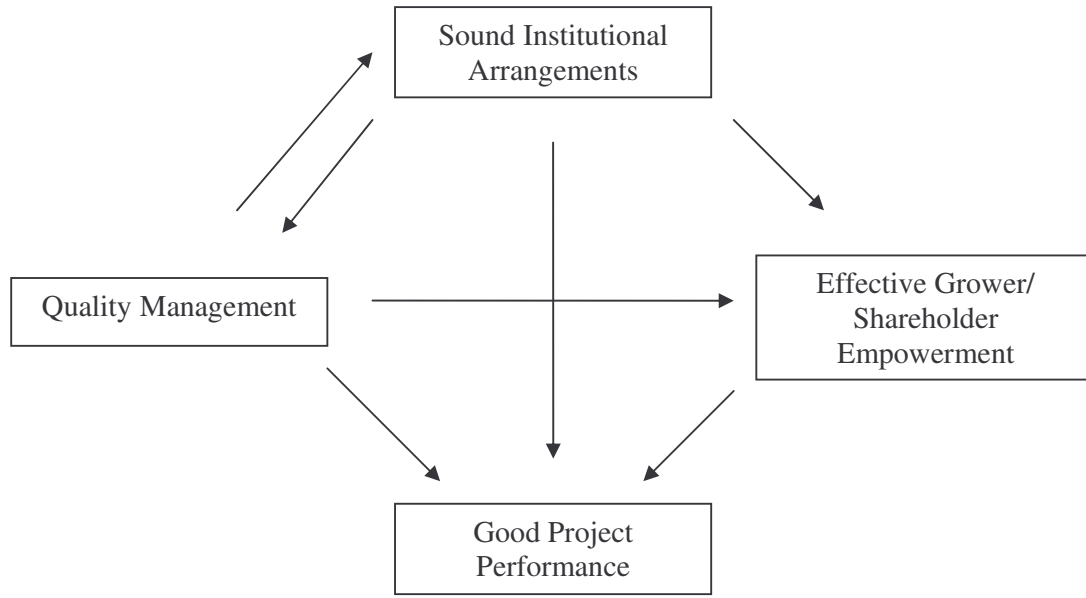 Sound Institutional
Arrangements
Quality Management
Effective Grower/
Shareholder
Empowerment
Good Project
Performance